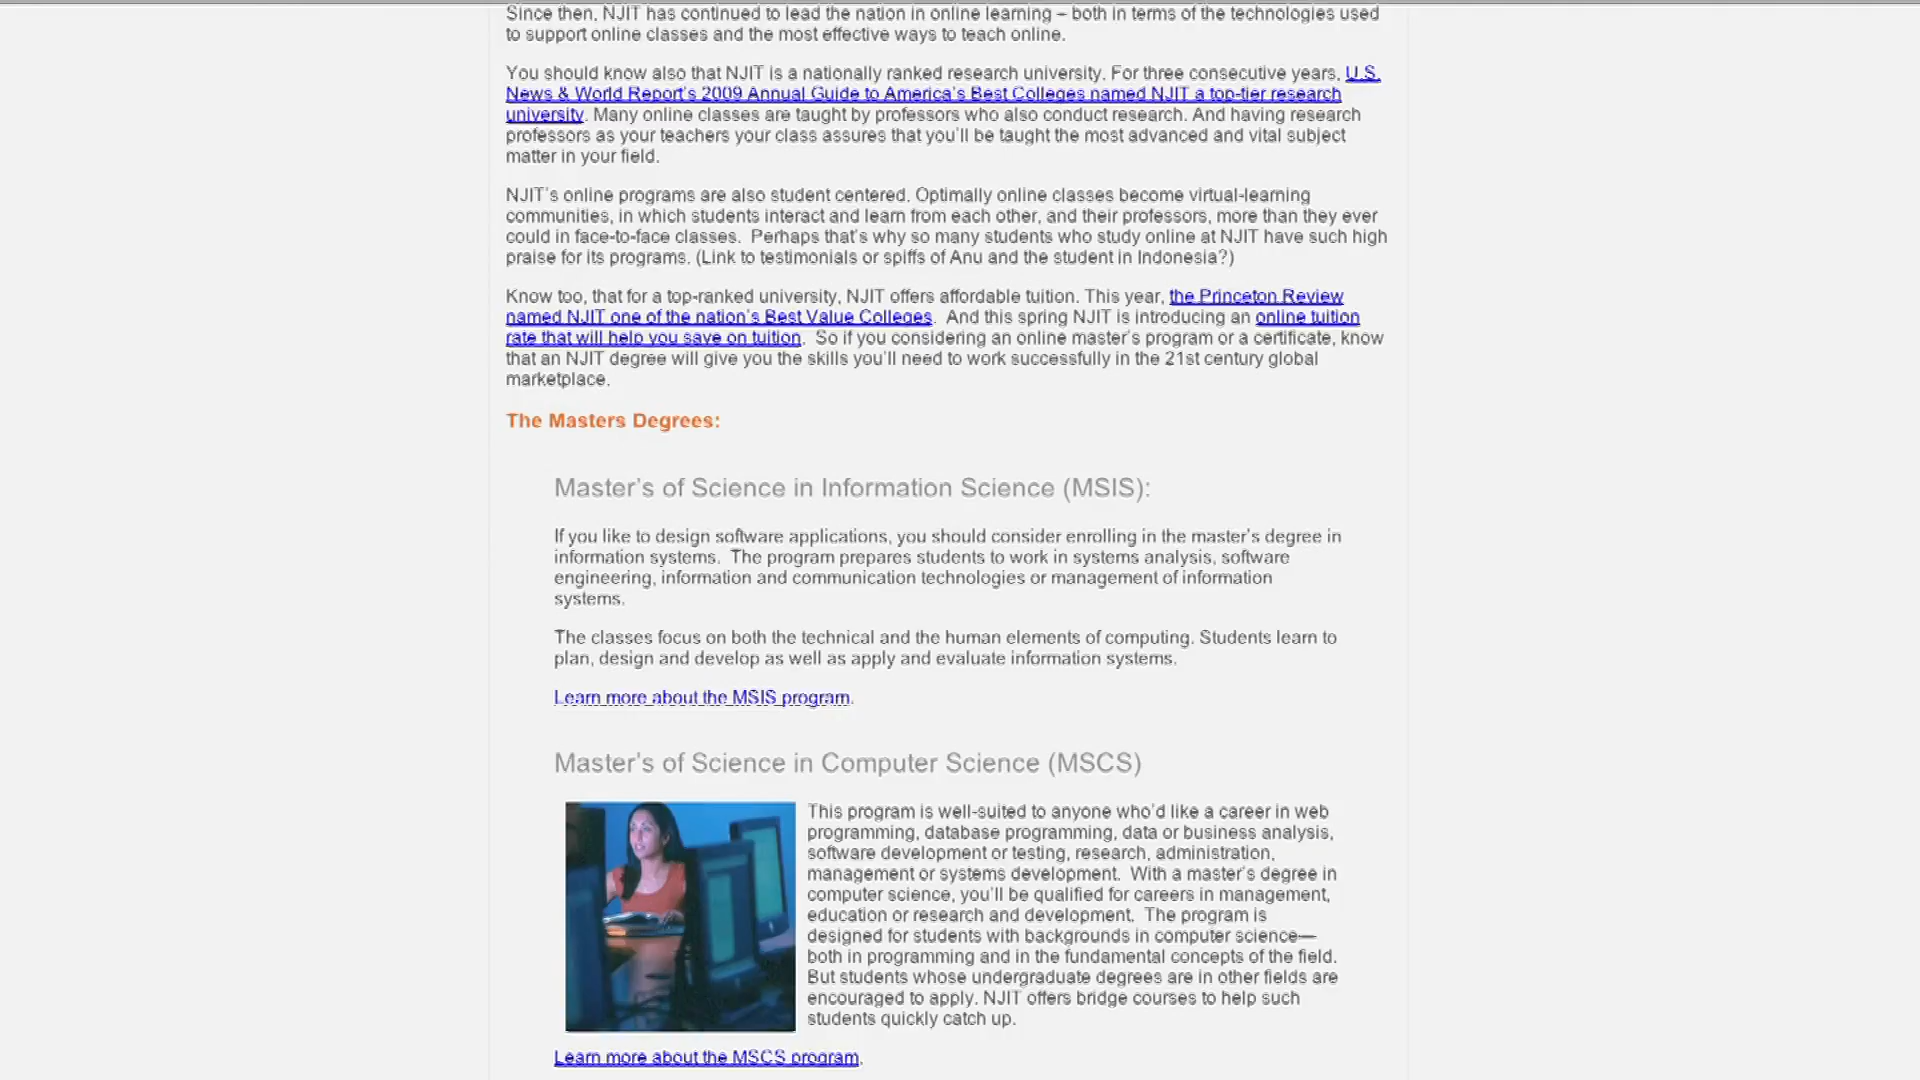 Since then, NJIT has continued to lead the nation in online learning – both in terms of the technologies used
to support online classes and the most effective ways to teach online.
You should know also that NJIT is a nationally ranked research university. For three consecutive years, U.S.
News & World Report's 2009 Annual Guide to America's Best Colleges named NJIT a top-tier research
university. Many online classes are taught by professors who also conduct research. And having research
professors as your teachers your class assures that you'll be taught the most advanced and vital subject
matter in your field.
NJIT's online programs are also student centered. Optimally online classes become virtual-learning
communities, in which students interact and learn from each other, and their professors, more than they ever
could in face-to-face classes. Perhaps that's why so many students who study online at NJIT have such high
praise for its programs. (Link to testimonials or spiffs of Anu and the student in Indonesia?)
Know too, that for a top-ranked university, NJIT offers affordable tuition. This year, the Princeton Review
named NJIT one of the nation's Best Value Colleges. And this spring NJIT is introducing an online tuition
rate that will help you save on tuition. So if you considering an online master's program or a certificate, know
that an NJIT degree will give you the skills you'll need to work successfully in the 21st century global
marketplace.
The Masters Degrees:
Master's of Science in Information Science (MSIS):
If you like to design software applications, you should consider enrolling in the master's degree in
information systems. The program prepares students to work in systems analysis, software
engineering, information and communication technologies or management of information
systems.
The classes focus on both the technical and the human elements of computing. Students learn to
plan, design and develop as well as apply and evaluate information systems.
Learn more about the MSIS program.
Master's of Science in Computer Science (MSCS)
This program is well-suited to anyone who'd like a career in web
programming, database programming, data or business analysis,
software development or testing, research, administration,
management or systems development. With a master's degree in
computer science, you'll be qualified for careers in management,
education or research and development. The program is
designed for students with backgrounds in computer science—
both in programming and in the fundamental concepts of the field.
But students whose undergraduate degrees are in other fields are
encouraged to apply. NJIT offers bridge courses to help such
students quickly catch up.
Learn more about the MSCS program.